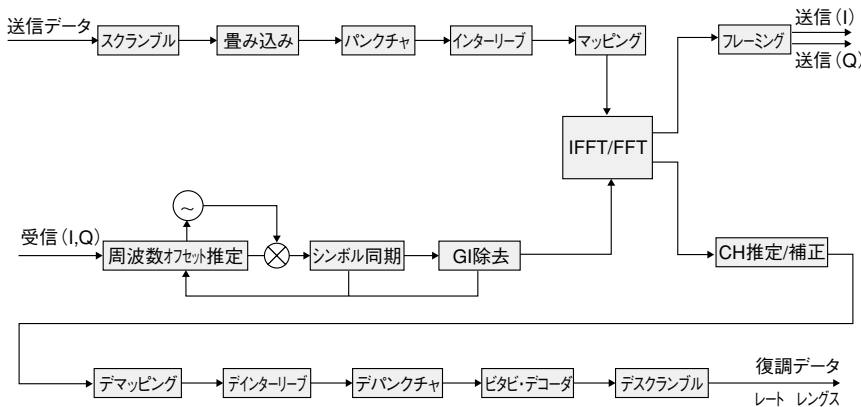 送信データ
スクランブル
畳み込み
パンクチャ
インターリーブ
マッピング
フレーミング
送信(I)
送信(Q)
IFFT/FFT
受信(I,Q)
~
周波数オフセット推定
シンボル同期
GI除去
CH推定/補正
デマッピング
デインターリーブ
デパンクチャ
ビタビ・デコーダ
デスクランブル
復調データ
レート レングス